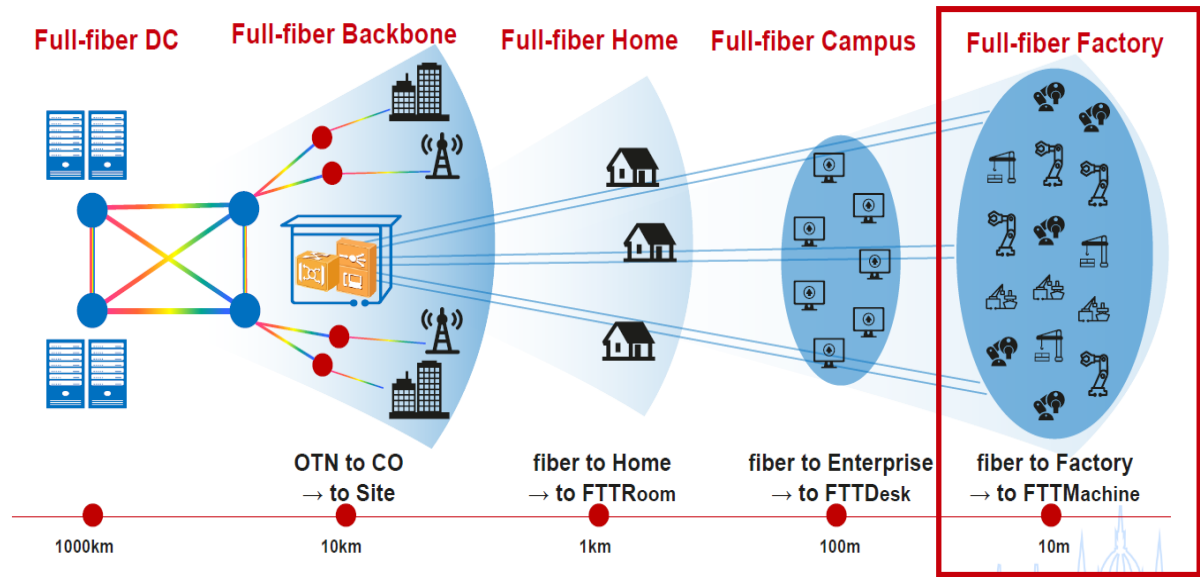 Full-fiber DC
Full-fiber Backbone
Full-fiber Home
Full-fiber Campus
Full-fiber Factory
OTN to CO
→ to Site
fiber to Home
→ to FTTRoom
fiber to Enterprise
→ to FTTDesk
fiber to Factory
→ to FTTMachine
1000km
10km
1km
100m
10m